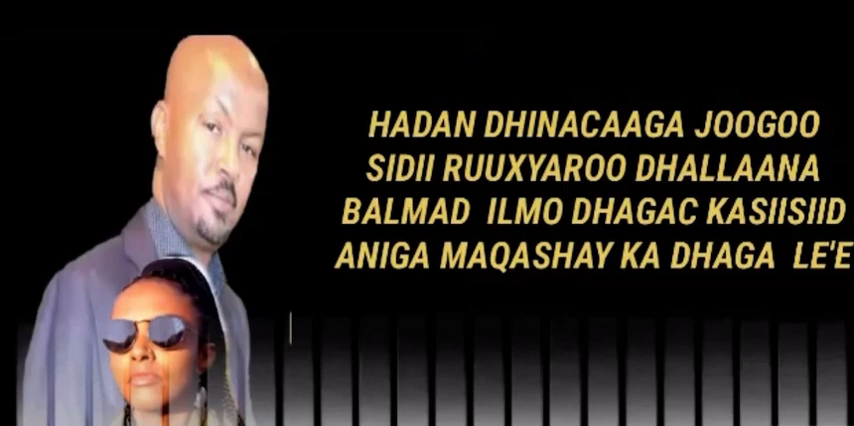 HADAN DHINACAAGA JOOGOO
SIDII RUUXYAROO DHALLAANA
BALMAD ILMO DHAGAC KASIISIID
ANIGA MAQASHAY KA DHAGA LE'E